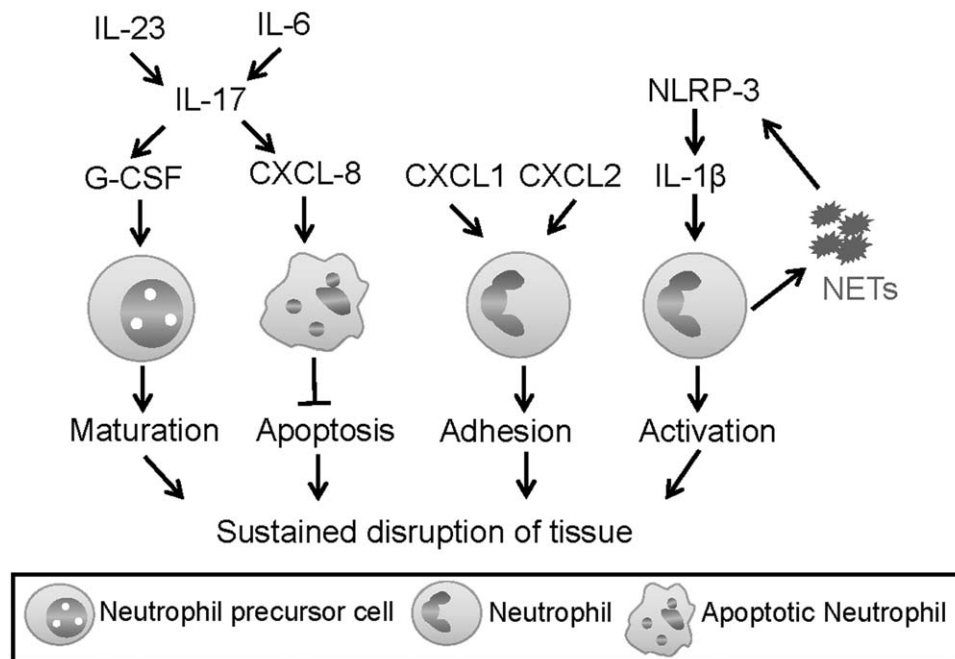 IL-23 IL-6
IL-17
NLRP-3
G-CSF CXCL-8 CXCL1 CXCL2 IL-1β
NETs
Maturation Apoptosis Adhesion Activation
Sustained disruption of tissue
Neutrophil precursor cell Neutrophil Apoptotic Neutrophil